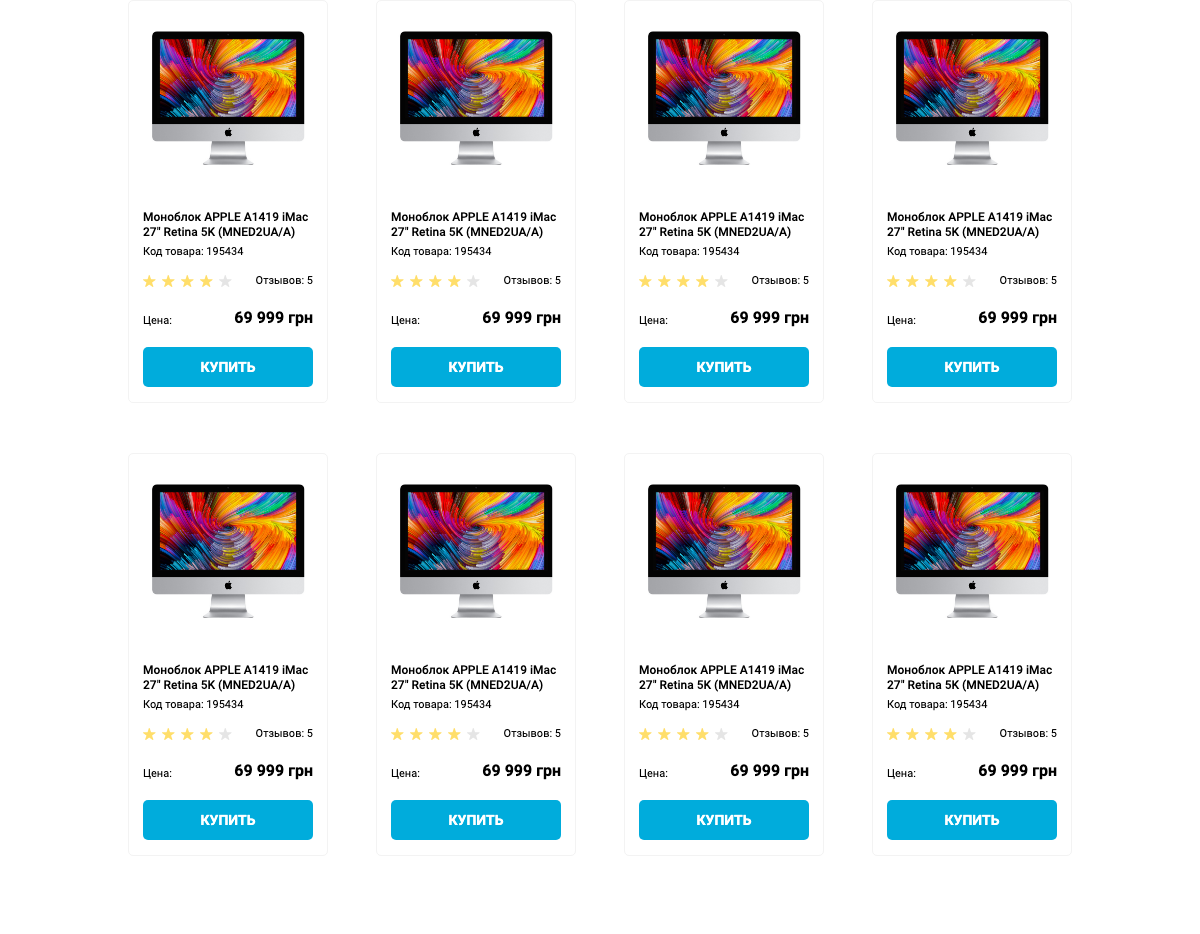 Моноблок APPLE A1419 iMac
27" Retina 5K (MNED2UA/A)
Код товара: 195434
Отзывов: 5
Цена: 69 999 грн
КУПИТЬ
Моноблок APPLE A1419 iMac
27" Retina 5K (MNED2UA/A)
Код товара: 195434
Отзывов: 5
Цена: 69 999 грн
КУПИТЬ
Моноблок APPLE A1419 iMac
27" Retina 5K (MNED2UA/A)
Код товара: 195434
Отзывов: 5
Цена: 69 999 грн
КУПИТЬ
Моноблок APPLE A1419 iMac
27" Retina 5K (MNED2UA/A)
Код товара: 195434
Отзывов: 5
Цена: 69 999 грн
КУПИТЬ
Моноблок APPLE A1419 iMac
27" Retina 5K (MNED2UA/A)
Код товара: 195434
Отзывов: 5
Цена: 69 999 грн
КУПИТЬ
Моноблок APPLE A1419 iMac
27" Retina 5K (MNED2UA/A)
Код товара: 195434
Отзывов: 5
Цена: 69 999 грн
КУПИТЬ
Моноблок APPLE A1419 iMac
27" Retina 5K (MNED2UA/A)
Код товара: 195434
Отзывов: 5
Цена: 69 999 грн
КУПИТЬ
Моноблок APPLE A1419 iMac
27" Retina 5K (MNED2UA/A)
Код товара: 195434
Отзывов: 5
Цена: 69 999 грн
КУПИТЬ